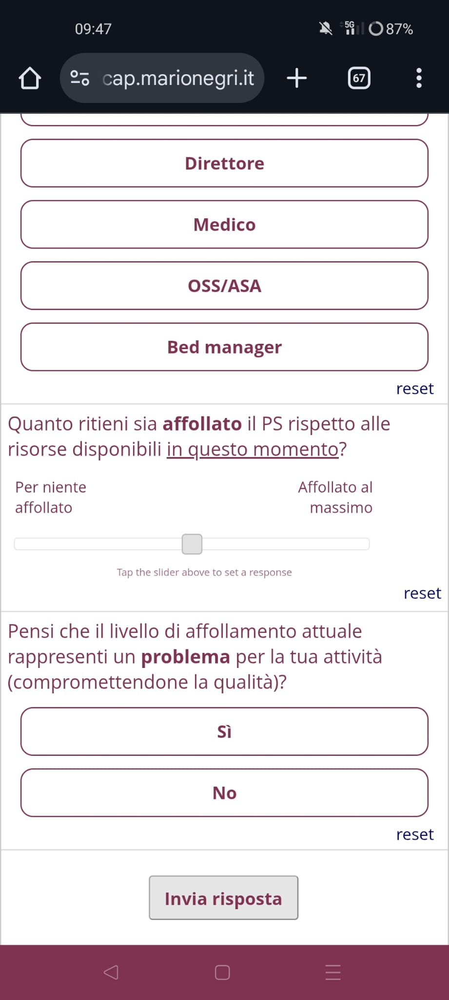 09:47
5G
87%
cap.marionegri.it
67
Direttore
Medico
OSS/ASA
Bed manager
reset
Quanto ritieni sia affollato il PS rispetto alle
risorse disponibili in questo momento?
Per niente
affollato
Affollato al
massimo
Tap the slider above to set a response
reset
Pensi che il livello di affollamento attuale
rappresenti un problema per la tua attività
(compromettendone la qualità)?
Sì
No
reset
Invia risposta